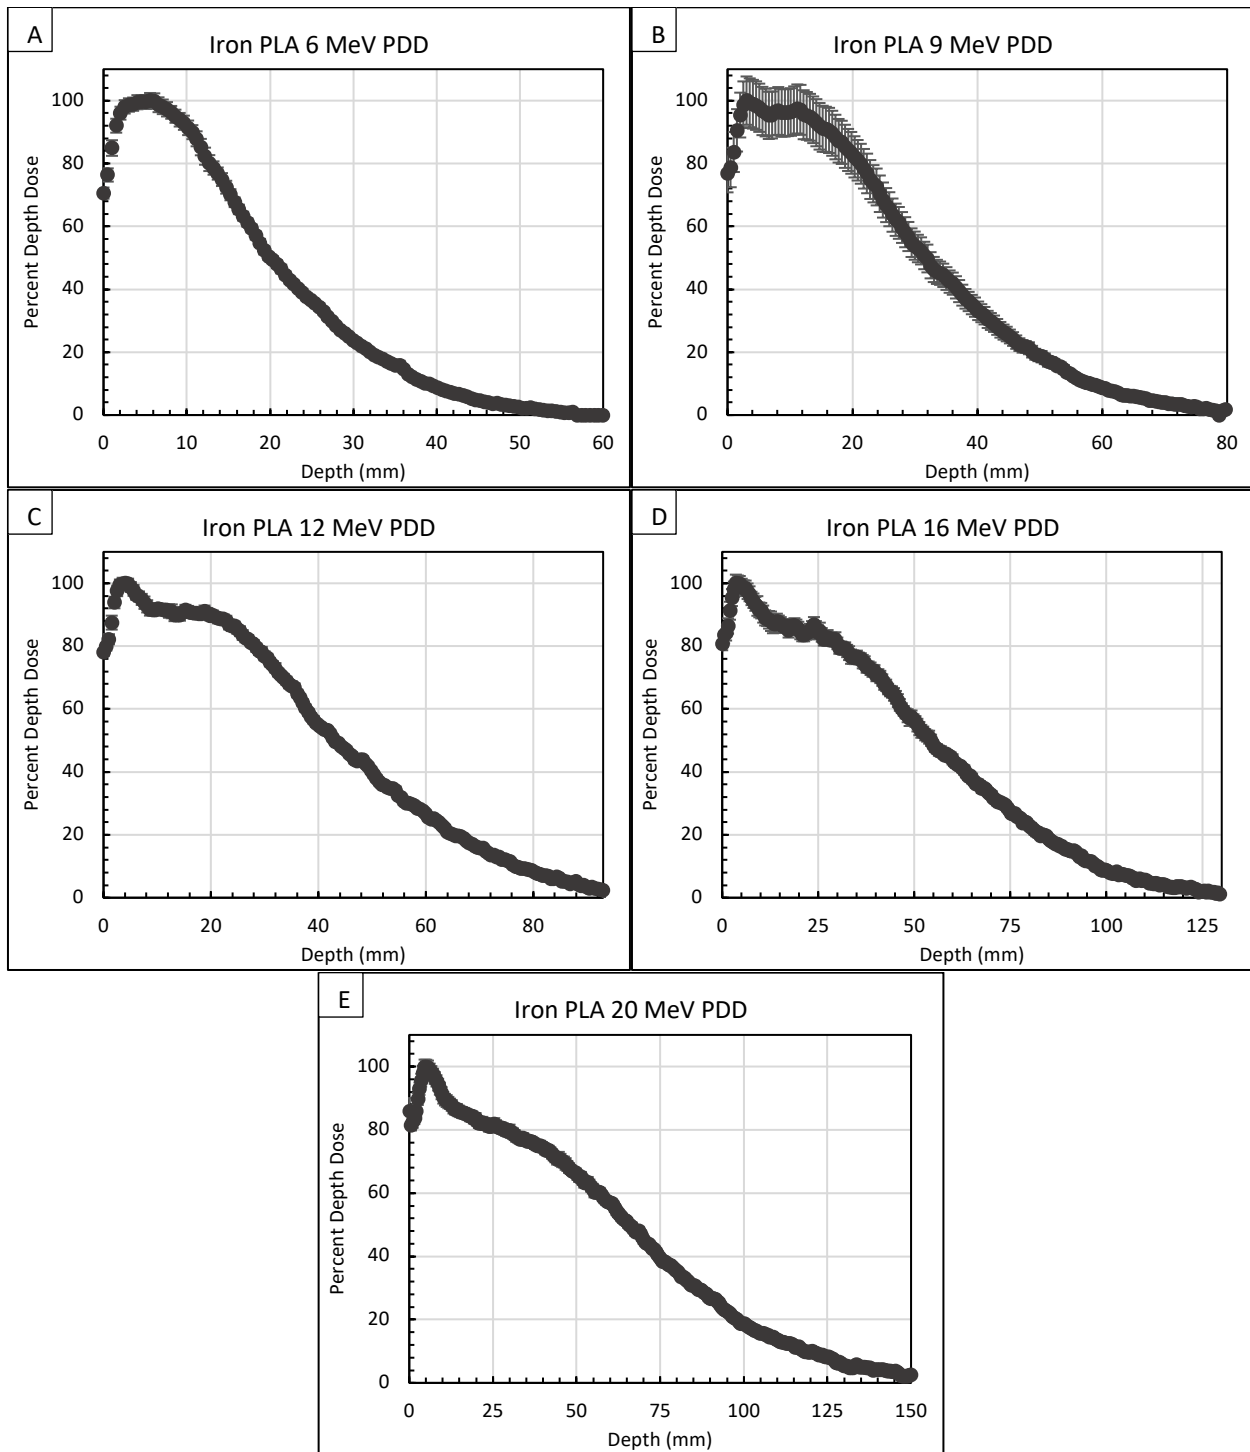 A
Iron PLA 6 MeV PDD
Percent Depth Dose
100
80
60
40
20
0
0 10 20 30 40 50 60
Depth (mm)
B
Iron PLA 9 MeV PDD
Percent Depth Dose
100
80
60
40
20
0
0 20 40 60 80
Depth (mm)
C
Iron PLA 12 MeV PDD
Percent Depth Dose
100
80
60
40
20
0
0 20 40 60 80
Depth (mm)
D
Iron PLA 16 MeV PDD
Percent Depth Dose
100
80
60
40
20
0
0 25 50 75 100 125
Depth (mm)
E
Iron PLA 20 MeV PDD
Percent Depth Dose
100
80
60
40
20
0
0 25 50 75 100 125 150
Depth (mm)